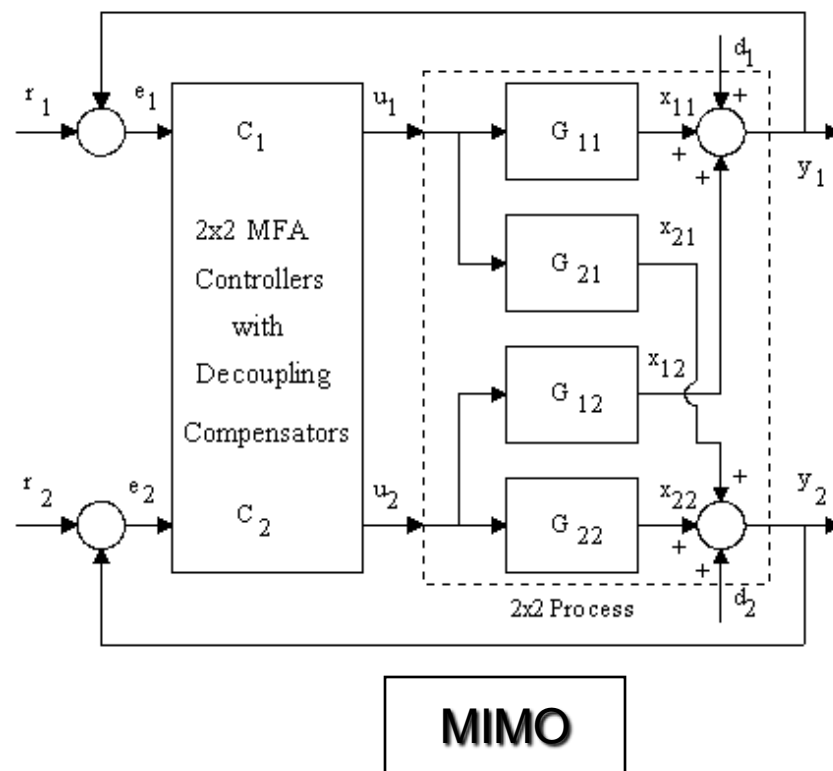 d₁
r₁
e₁
u₁
x₁₁
+
C₁
G₁₁
+
+
y₁
2x2 MFA
Controllers
with
Decoupling
Compensators
x₂₁
G₂₁
x₁₂
G₁₂
r₂
e₂
u₂
x₂₂
+
y₂
C₂
G₂₂
+
+
2x2 Process
d₂
MIMO